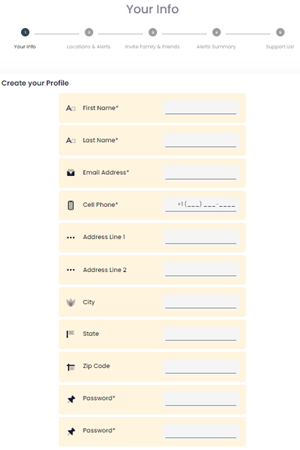 Your Info
1 2 3 4 5
Your Info Locations & Alerts Invite Family & Friends Alerts Summary Support Us!
Create your Profile
First Name*
Last Name*
Email Address*
Cell Phone* +1 (___) ___-____
Address Line 1
Address Line 2
City
State
Zip Code
Password*
Password*